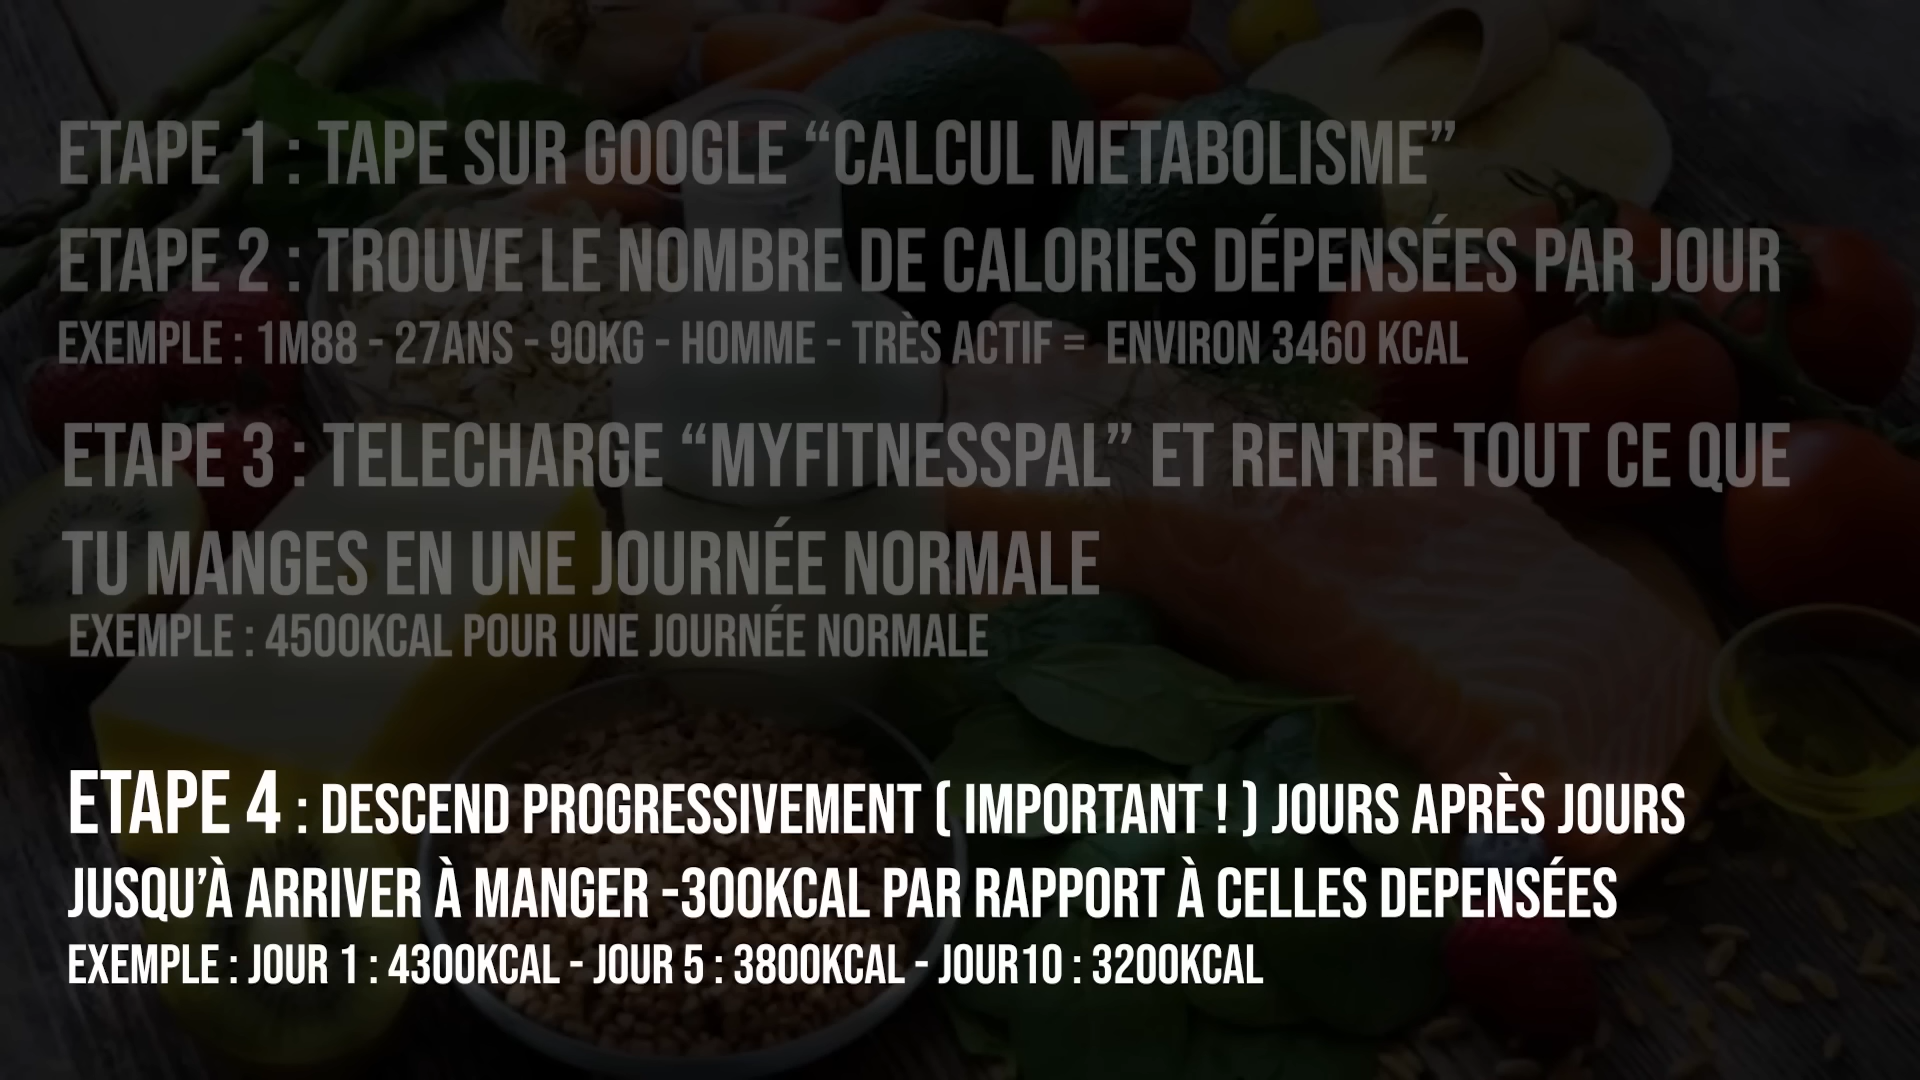 ETAPE 1 : TAPE SUR GOOGLE “CALCUL METABOLISME”
ETAPE 2 : TROUVE LE NOMBRE DE CALORIES DÉPENSÉES PAR JOUR
EXEMPLE : 1M88 - 27ANS - 90KG - HOMME - TRÈS ACTIF = ENVIRON 3460 KCAL
ETAPE 3 : TELECHARGE “MYFITNESSPAL” ET RENTRE TOUT CE QUE
TU MANGES EN UNE JOURNÉE NORMALE
EXEMPLE : 4500KCAL POUR UNE JOURNÉE NORMALE
ETAPE 4 : DESCEND PROGRESSIVEMENT ( IMPORTANT ! ) JOURS APRÈS JOURS
JUSQU’À ARRIVER À MANGER -300KCAL PAR RAPPORT À CELLES DEPENSÉES
EXEMPLE : JOUR 1 : 4300KCAL - JOUR 5 : 3800KCAL - JOUR10 : 3200KCAL